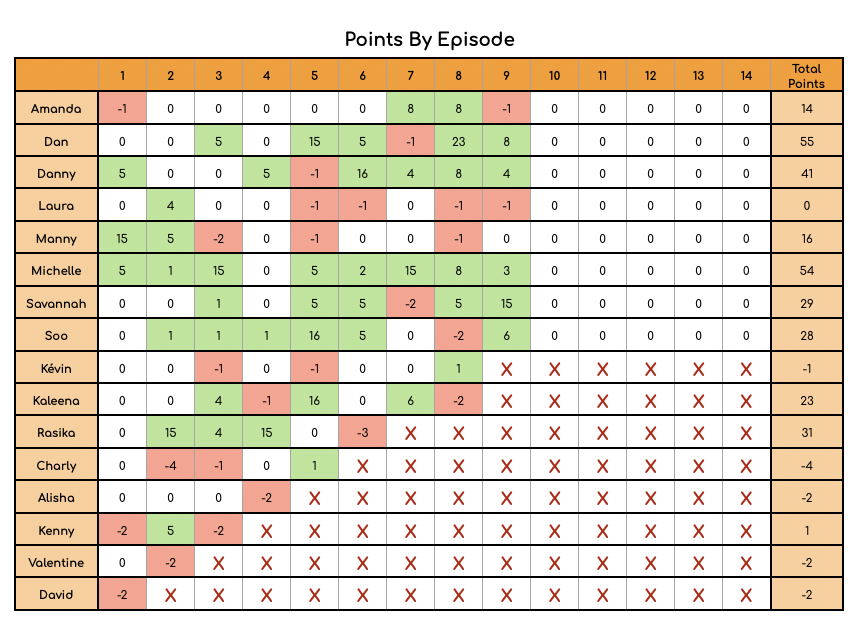 Points By Episode
1 2 3 4 5 6 7 8 9 10 11 12 13 14 Total Points
Amanda -1 0 0 0 0 0 8 8 -1 0 0 0 0 0 14
Dan 0 0 5 0 15 5 -1 23 8 0 0 0 0 0 55
Danny 5 0 0 5 -1 16 4 8 4 0 0 0 0 0 41
Laura 0 4 0 0 -1 -1 0 -1 -1 0 0 0 0 0 0
Manny 15 5 -2 0 -1 0 0 -1 0 0 0 0 0 0 16
Michelle 5 1 15 0 5 2 15 8 3 0 0 0 0 0 54
Savannah 0 0 1 0 5 5 -2 5 15 0 0 0 0 0 29
Soo 0 1 1 1 16 5 0 -2 6 0 0 0 0 0 28
Kévin 0 0 -1 0 -1 0 0 1 X X X X X X -1
Kaleena 0 0 4 -1 16 0 6 -2 X X X X X X 23
Rasika 0 15 4 15 0 -3 X X X X X X X X 31
Charly 0 -4 -1 0 1 X X X X X X X X X -4
Alisha 0 0 0 -2 X X X X X X X X X X -2
Kenny -2 5 -2 X X X X X X X X X X X 1
Valentine 0 -2 X X X X X X X X X X X X -2
David -2 X X X X X X X X X X X X X -2